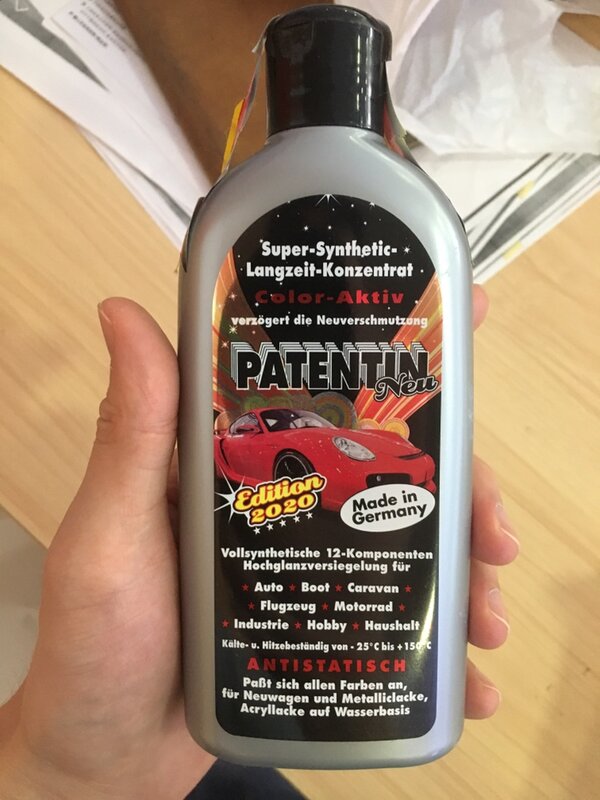 Super-Synthetic-
Langzeit-Konzentrat
Color-Aktiv
verzögert die Neuverschmutzung
PATENTIN
Neu
Edition
2020
Made in
Germany
Vollsynthetische 12-Komponenten
Hochglanzversiegelung für
★ Auto ★ Boot ★ Caravan ★
★ Flugzeug ★ Motorrad ★
★ Industrie ★ Hobby ★ Haushalt ★
Kälte- u. Hitzebeständig von - 25°C bis +150°C
ANTISTATISCH
Paßt sich allen Farben an,
für Neuwagen und Metalliclacke,
Acryllacke auf Wasserbasis